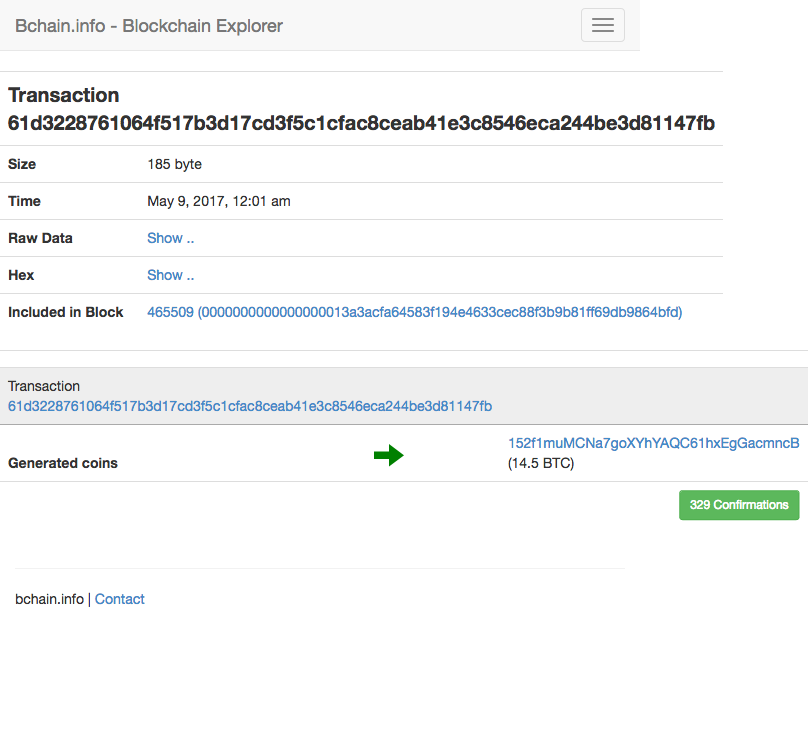 Bchain.info - Blockchain Explorer
Transaction
61d3228761064f517b3d17cd3f5c1cfac8ceab41e3c8546eca244be3d81147fb
Size 185 byte
Time May 9, 2017, 12:01 am
Raw Data Show ..
Hex Show ..
Included in Block 465509 (0000000000000000013a3acfa64583f194e4633cec88f3b9b81ff69db9864bfd)
Transaction
61d3228761064f517b3d17cd3f5c1cfac8ceab41e3c8546eca244be3d81147fb
152f1muMCNa7goXYhYAQC61hxEgGacmncB
Generated coins (14.5 BTC)
329 Confirmations
bchain.info | Contact